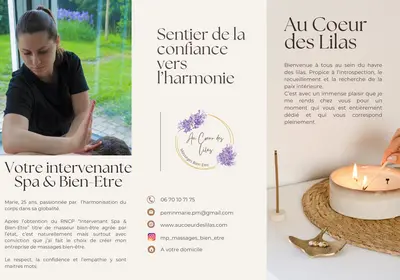 Votre intervenante
Spa & Bien-Etre
Marie, 25 ans, passionnée par l'harmonisation du
corps dans sa globalité.
Après l'obtention du RNCP "Intervenant Spa &
Bien-Etre" titre de masseur bien-être agrée par
l'état, c'est naturellement mais surtout avec
conviction que j'ai fait le choix de créer mon
entreprise de massages bien-être.
Le respect, la confiance et l'empathie y sont
maitres mots.
Sentier de la
confiance
vers
l'harmonie
Au Coeur des
Lilas
Massages Bien-Etre
06 70 10 71 75
pernnmarie.pm@gmail.com
www.aucoeurdeslilas.com
mp_massages_bien_etre
A votre domicile
Au Coeur
des Lilas
Bienvenue à tous au sein du havre
des lilas. Propice à l'introspection, le
recueillement et la recherche de la
paix intérieure.
C'est avec un immense plaisir que je
me rends chez vous pour un
moment qui vous est entièrement
dédié et qui vous correspond
pleinement.